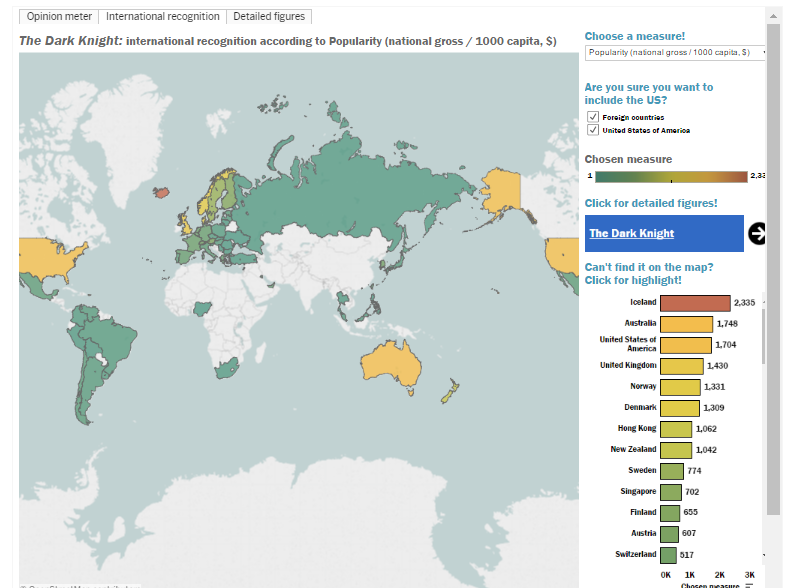 Opinion meter International recognition Detailed figures
The Dark Knight: international recognition according to Popularity (national gross / 1000 capita, $)
Choose a measure!
Popularity (national gross / 1000 capita, $)
Are you sure you want to
include the US?
Foreign countries
United States of America
Chosen measure
1 2,33
Click for detailed figures!
The Dark Knight
Can't find it on the map?
Click for highlight!
Iceland 2,335
Australia 1,748
United States of
America 1,704
United Kingdom 1,430
Norway 1,331
Denmark 1,309
Hong Kong 1,062
New Zealand 1,042
Sweden 774
Singapore 702
Finland 655
Austria 607
Switzerland 517
0K 1K 2K 3K
Chosen measure